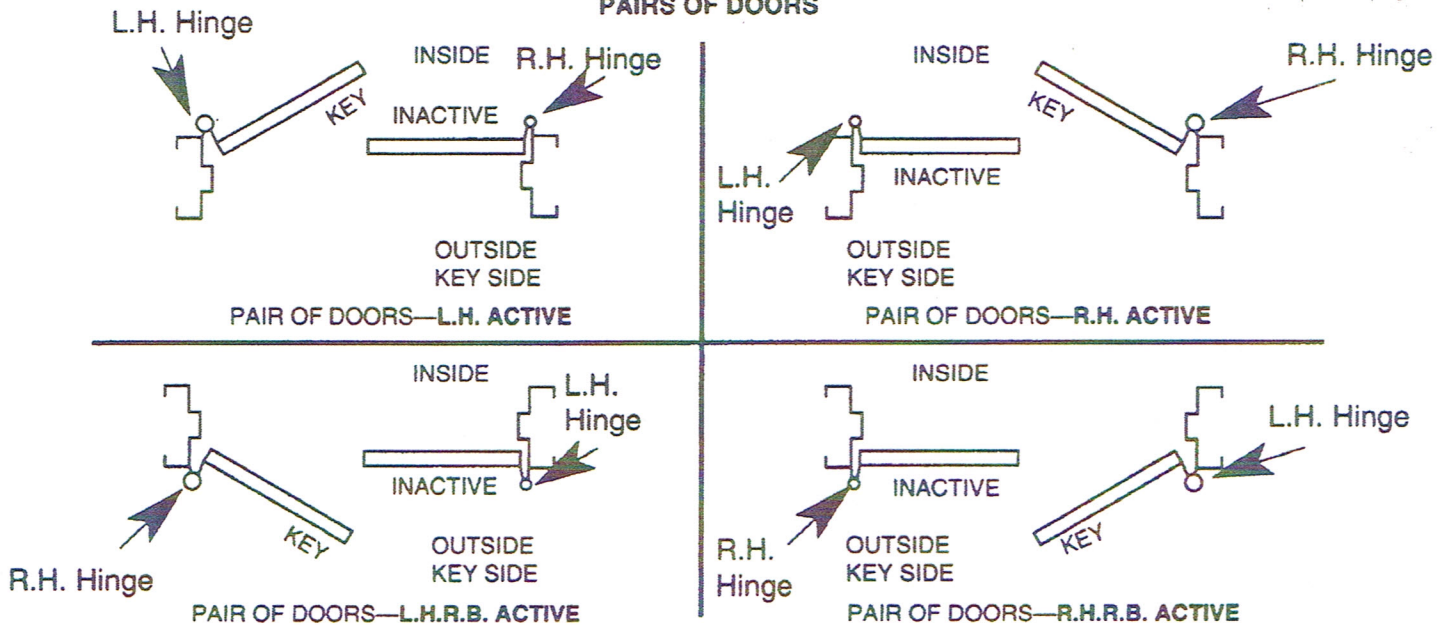 PAIRS OF DOORS
L.H. Hinge
INSIDE
R.H. Hinge
KEY
INACTIVE
OUTSIDE
KEY SIDE
PAIR OF DOORS—L.H. ACTIVE
INSIDE
R.H. Hinge
KEY
L.H.
Hinge
INACTIVE
OUTSIDE
KEY SIDE
PAIR OF DOORS—R.H. ACTIVE
INSIDE
L.H.
Hinge
INACTIVE
KEY
R.H. Hinge
OUTSIDE
KEY SIDE
PAIR OF DOORS—L.H.R.B. ACTIVE
INSIDE
L.H. Hinge
INACTIVE
KEY
R.H.
Hinge
OUTSIDE
KEY SIDE
PAIR OF DOORS—R.H.R.B. ACTIVE